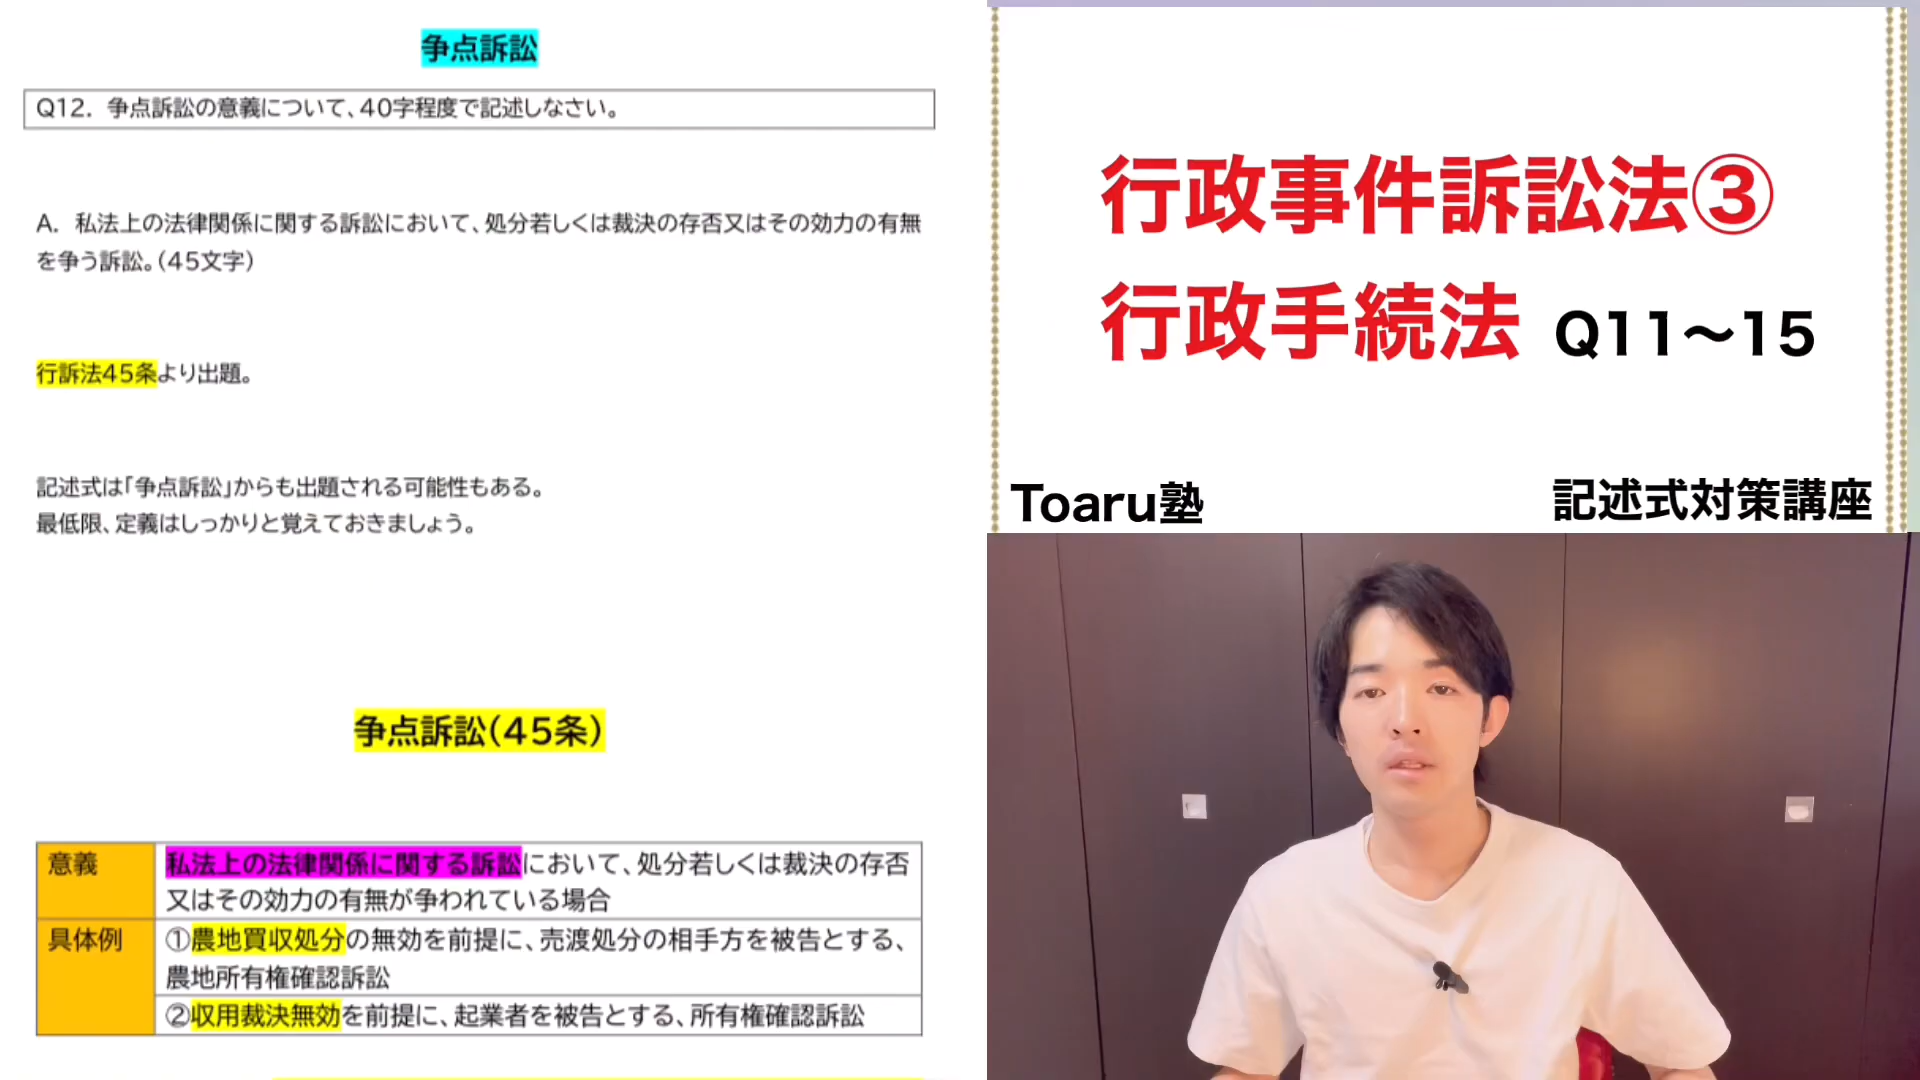 争点訴訟
Q12. 争点訴訟の意義について、40字程度で記述しなさい。
A. 私法上の法律関係に関する訴訟において、処分若しくは裁決の存否又はその効力の有無
を争う訴訟。(45文字)
行訴法45条より出題。
記述式は「争点訴訟」からも出題される可能性もある。
最低限、定義はしっかりと覚えておきましょう。
争点訴訟(45条)
意義
私法上の法律関係に関する訴訟において、処分若しくは裁決の存否
又はその効力の有無が争われている場合
具体例
①農地買収処分の無効を前提に、売渡処分の相手方を被告とする、
農地所有権確認訴訟
②収用裁決無効を前提に、起業者を被告とする、所有権確認訴訟
行政事件訴訟法③
行政手続法 Q11〜15
Toaru塾
記述式対策講座